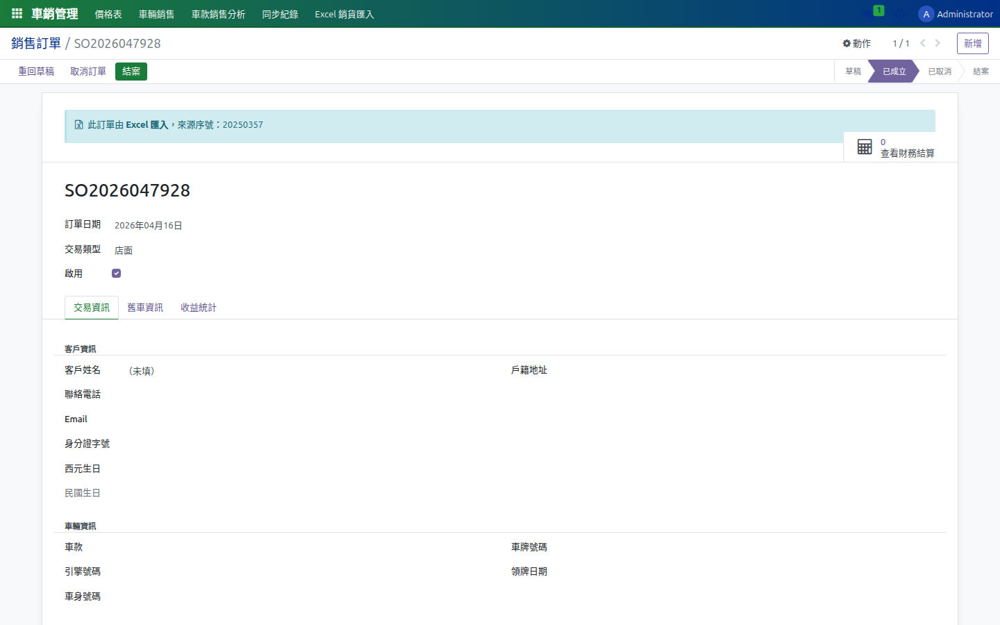 車銷管理 價格表 車輛銷售 車款銷售分析 同步紀錄 Excel 銷貨匯入 1 A Administrator
銷售訂單 / SO2026047928 動作 1 / 1 新增
重回草稿 取消訂單 結案 草稿 已成立 已取消 結案
此訂單由 Excel 匯入，來源序號：20250357
0
查看財務結算
SO2026047928
訂單日期 2026年04月16日
交易類型 店面
啟用
交易資訊 舊車資訊 收益統計
客戶資訊
客戶姓名 （未填） 戶籍地址
聯絡電話
Email
身分證字號
西元生日
民國生日
車輛資訊
車款 車牌號碼
引擎號碼 領牌日期
車身號碼